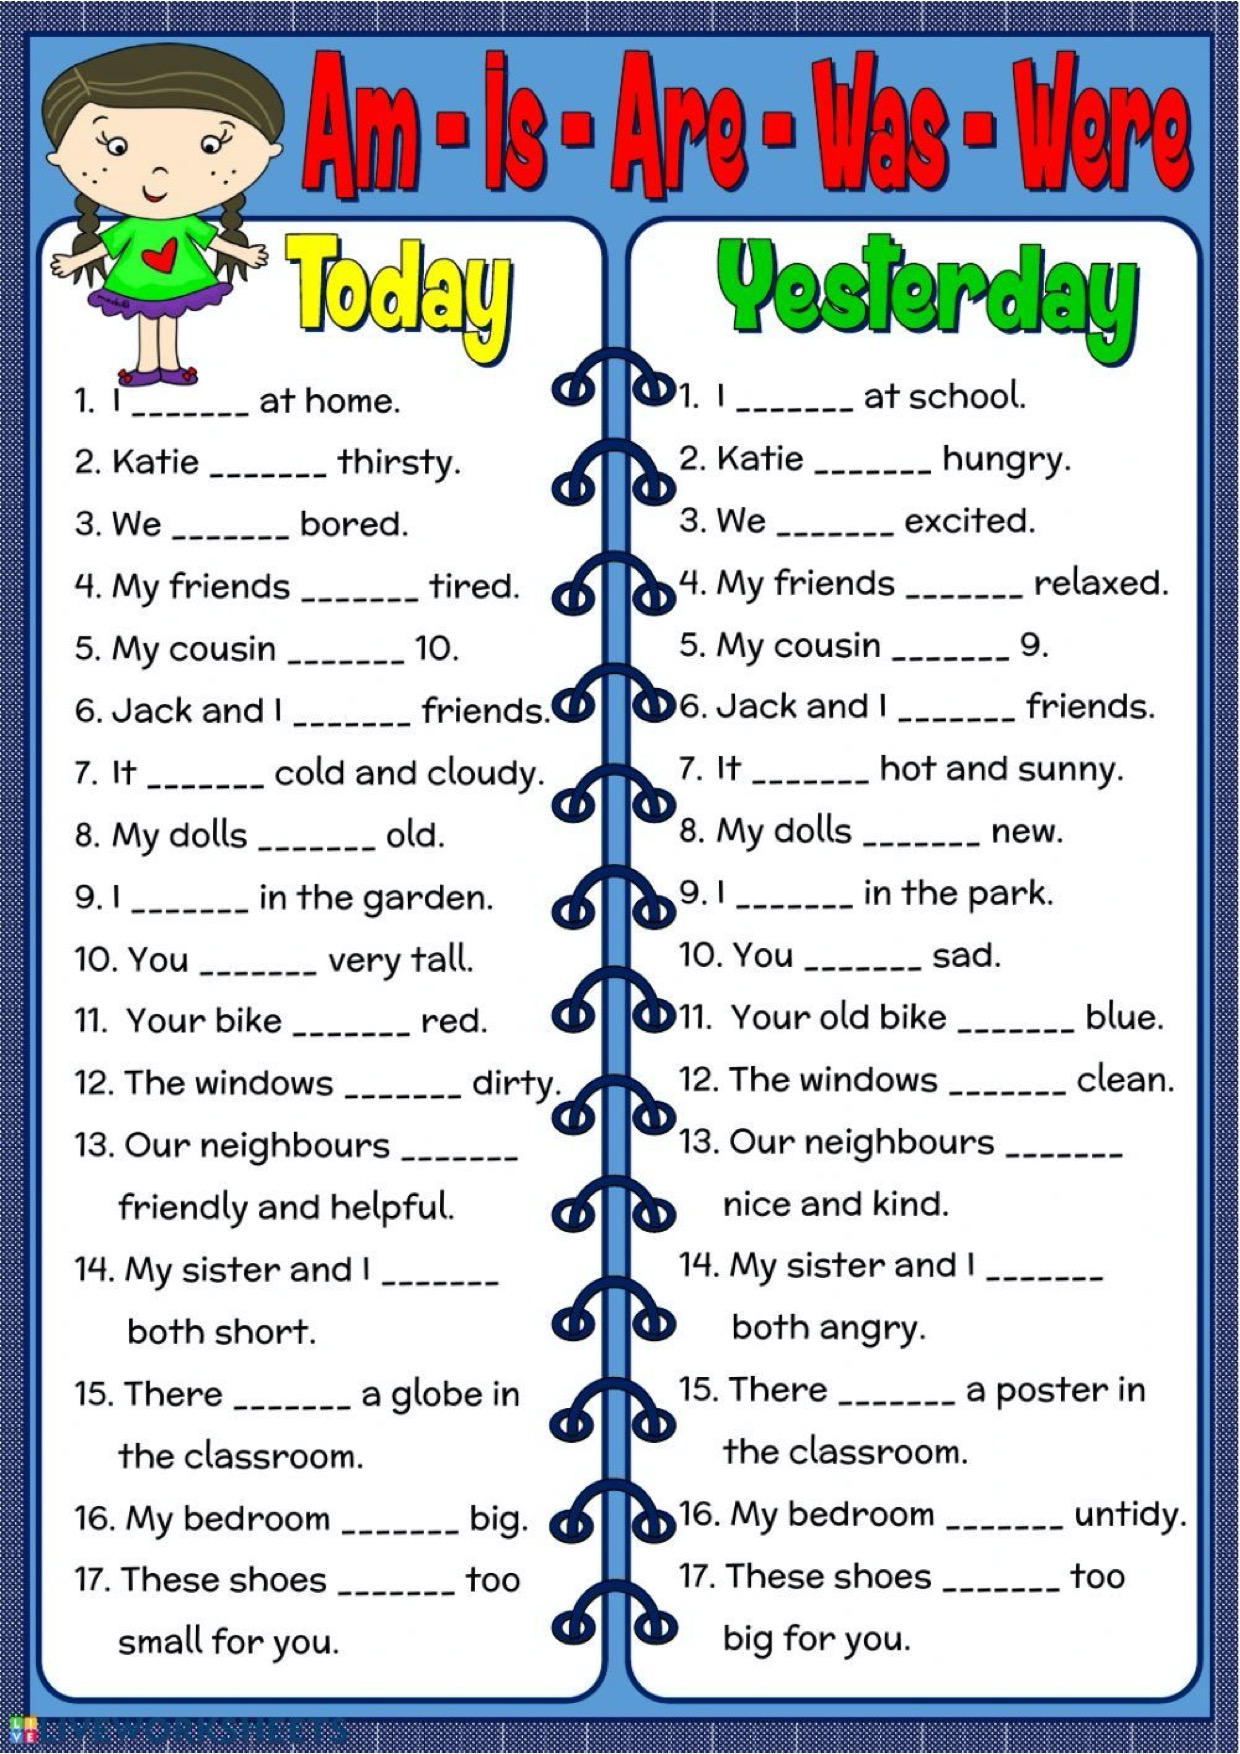 Am - is - Are - Was - Were
Today
1. I _______ at home.
2. Katie _______ thirsty.
3. We _______ bored.
4. My friends _______ tired.
5. My cousin _______ 10.
6. Jack and I _______ friends.
7. It _______ cold and cloudy.
8. My dolls _______ old.
9. I _______ in the garden.
10. You _______ very tall.
11. Your bike _______ red.
12. The windows _______ dirty.
13. Our neighbours _______
friendly and helpful.
14. My sister and I _______
both short.
15. There _______ a globe in
the classroom.
16. My bedroom _______ big.
17. These shoes _______ too
small for you.
Yesterday
1. I _______ at school.
2. Katie _______ hungry.
3. We _______ excited.
4. My friends _______ relaxed.
5. My cousin _______ 9.
6. Jack and I _______ friends.
7. It _______ hot and sunny.
8. My dolls _______ new.
9. I _______ in the park.
10. You _______ sad.
11. Your old bike _______ blue.
12. The windows _______ clean.
13. Our neighbours _______
nice and kind.
14. My sister and I _______
both angry.
15. There _______ a poster in
the classroom.
16. My bedroom _______ untidy.
17. These shoes _______ too
big for you.
LIVEWORKSHEETS